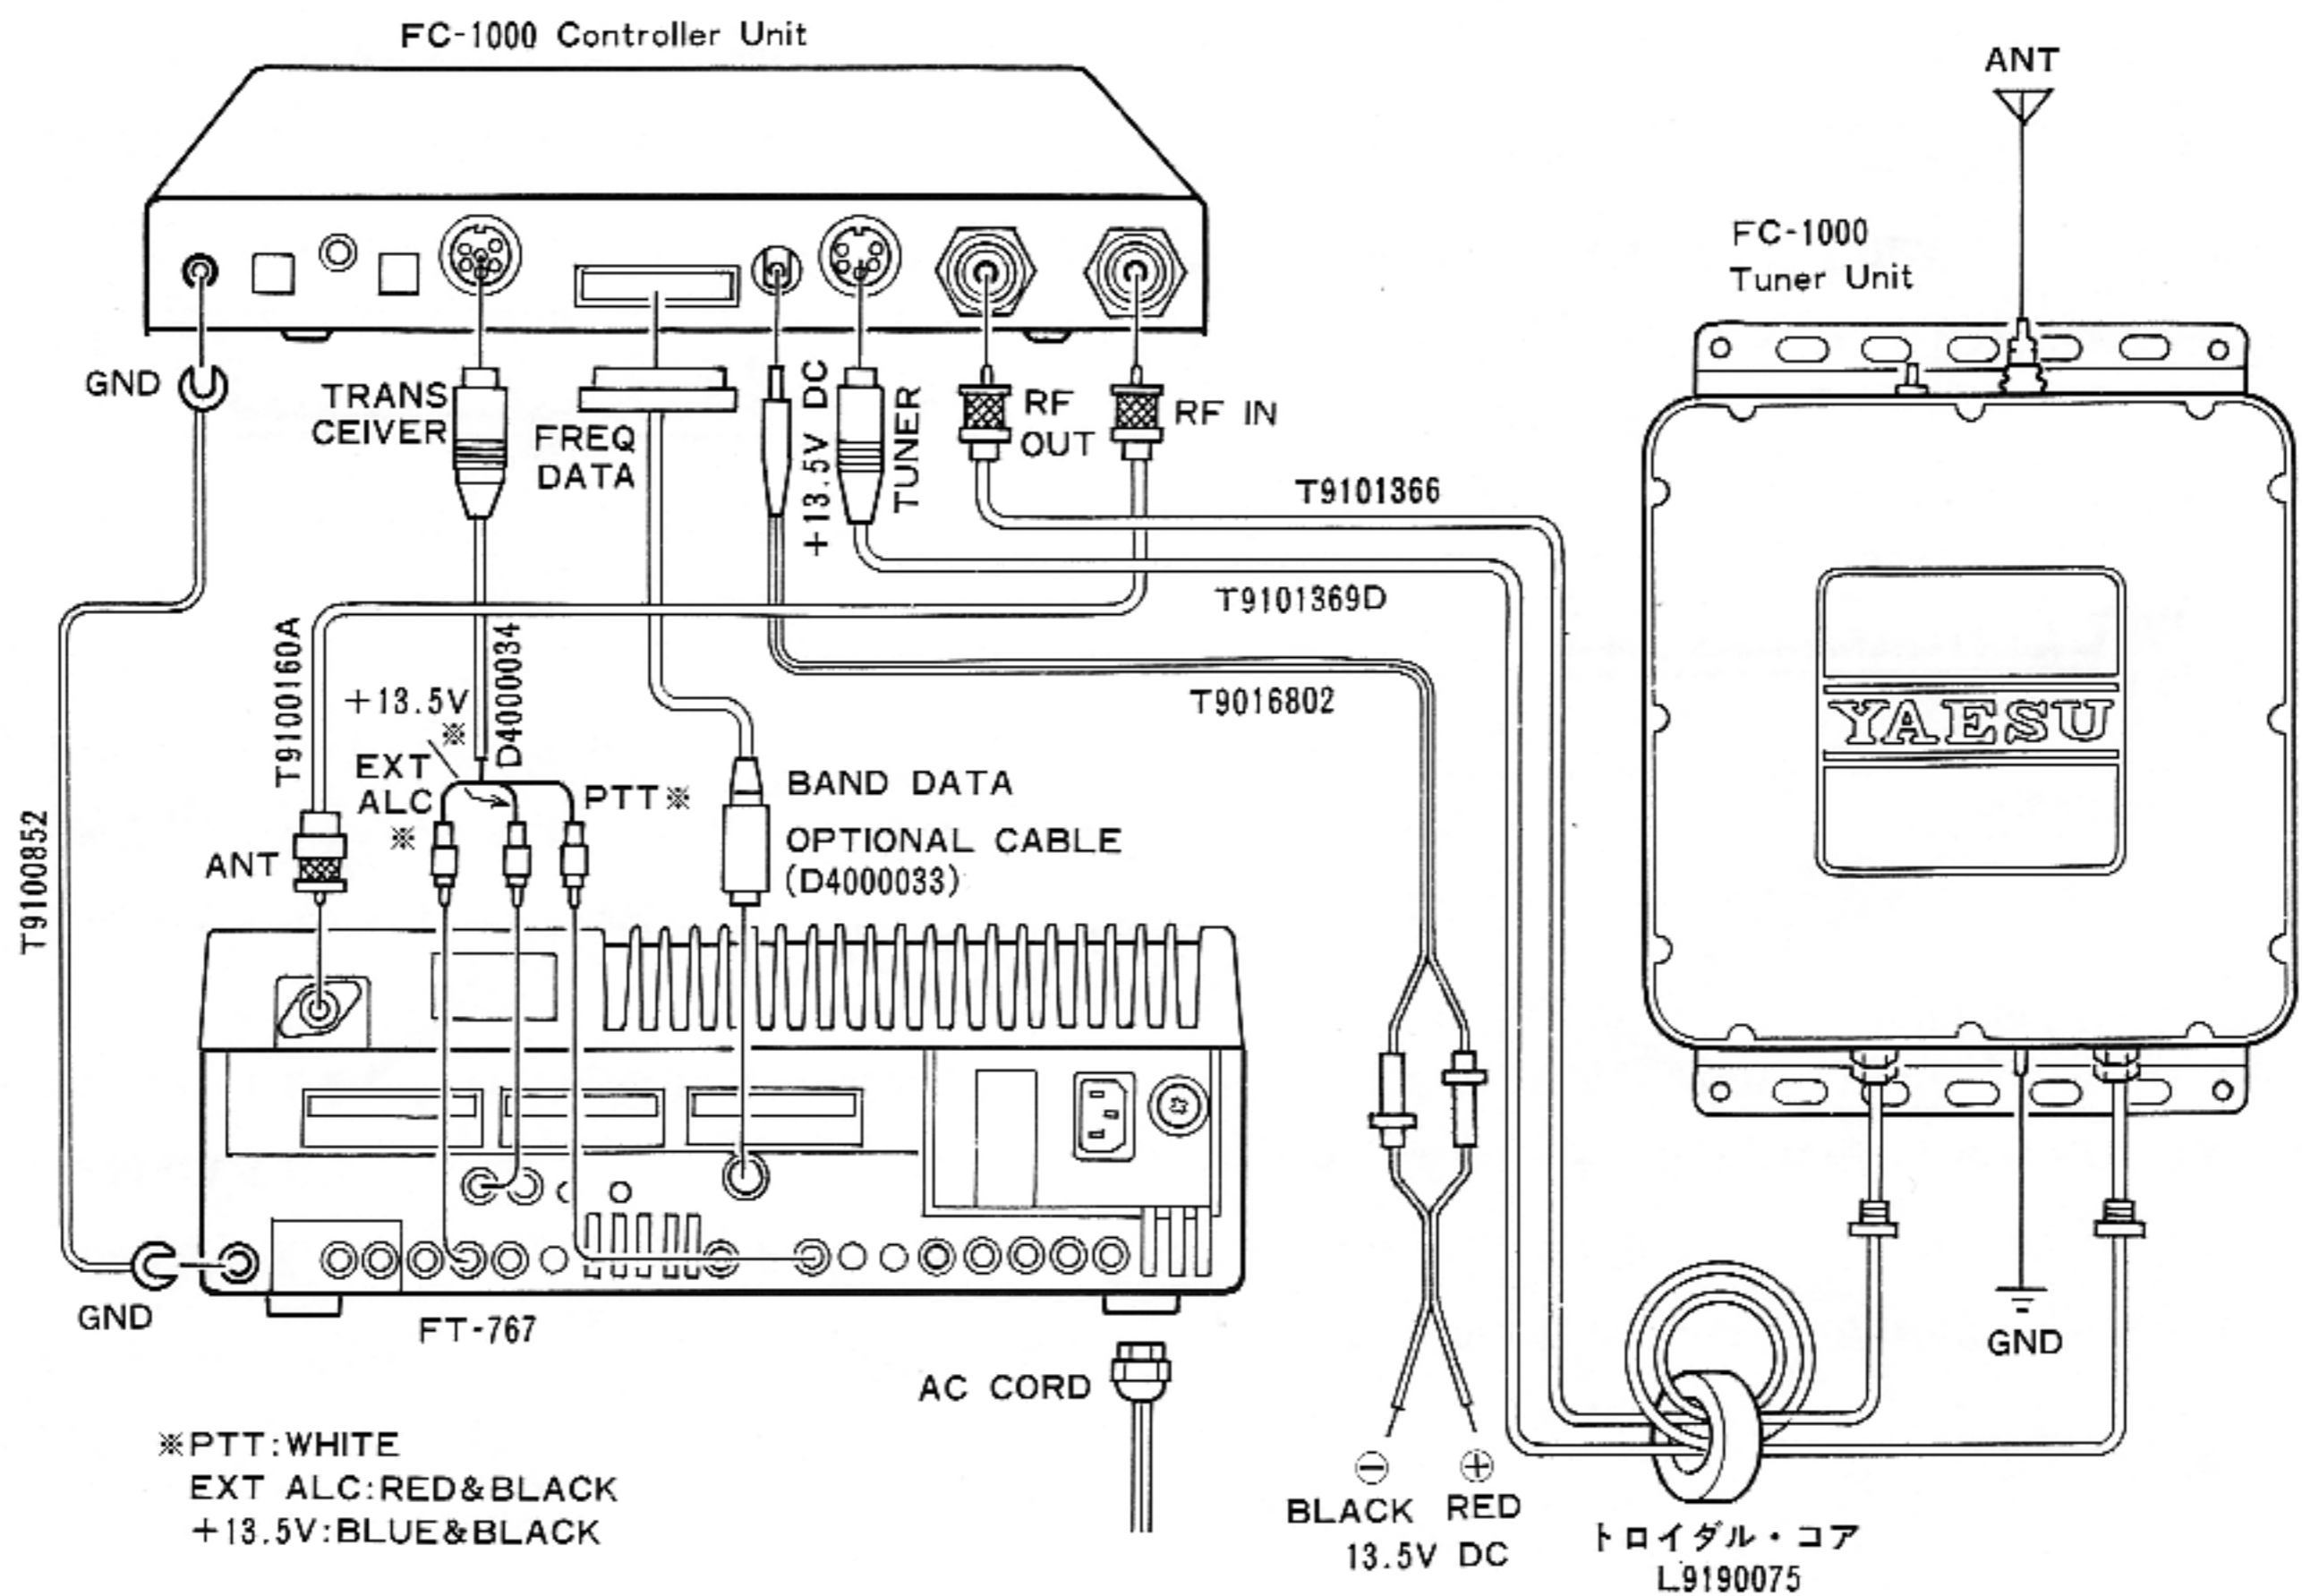 FC-1000 Controller Unit
ANT
FC-1000
Tuner Unit
GND
TRANS
CEIVER
FREQ
DATA
+13.5V DC
TUNER
RF
OUT
RF IN
T9101366
T9101369D
T9016802
T9100160A
D4000034
+13.5V
※
EXT
ALC
※
PTT※
BAND DATA
OPTIONAL CABLE
(D4000033)
ANT
T9100852
YAESU
GND
FT-767
AC CORD
GND
※PTT:WHITE
EXT ALC:RED&BLACK
+13.5V:BLUE&BLACK
⊖ ⊕
BLACK RED
13.5V DC
トロイダル・コア
L9190075